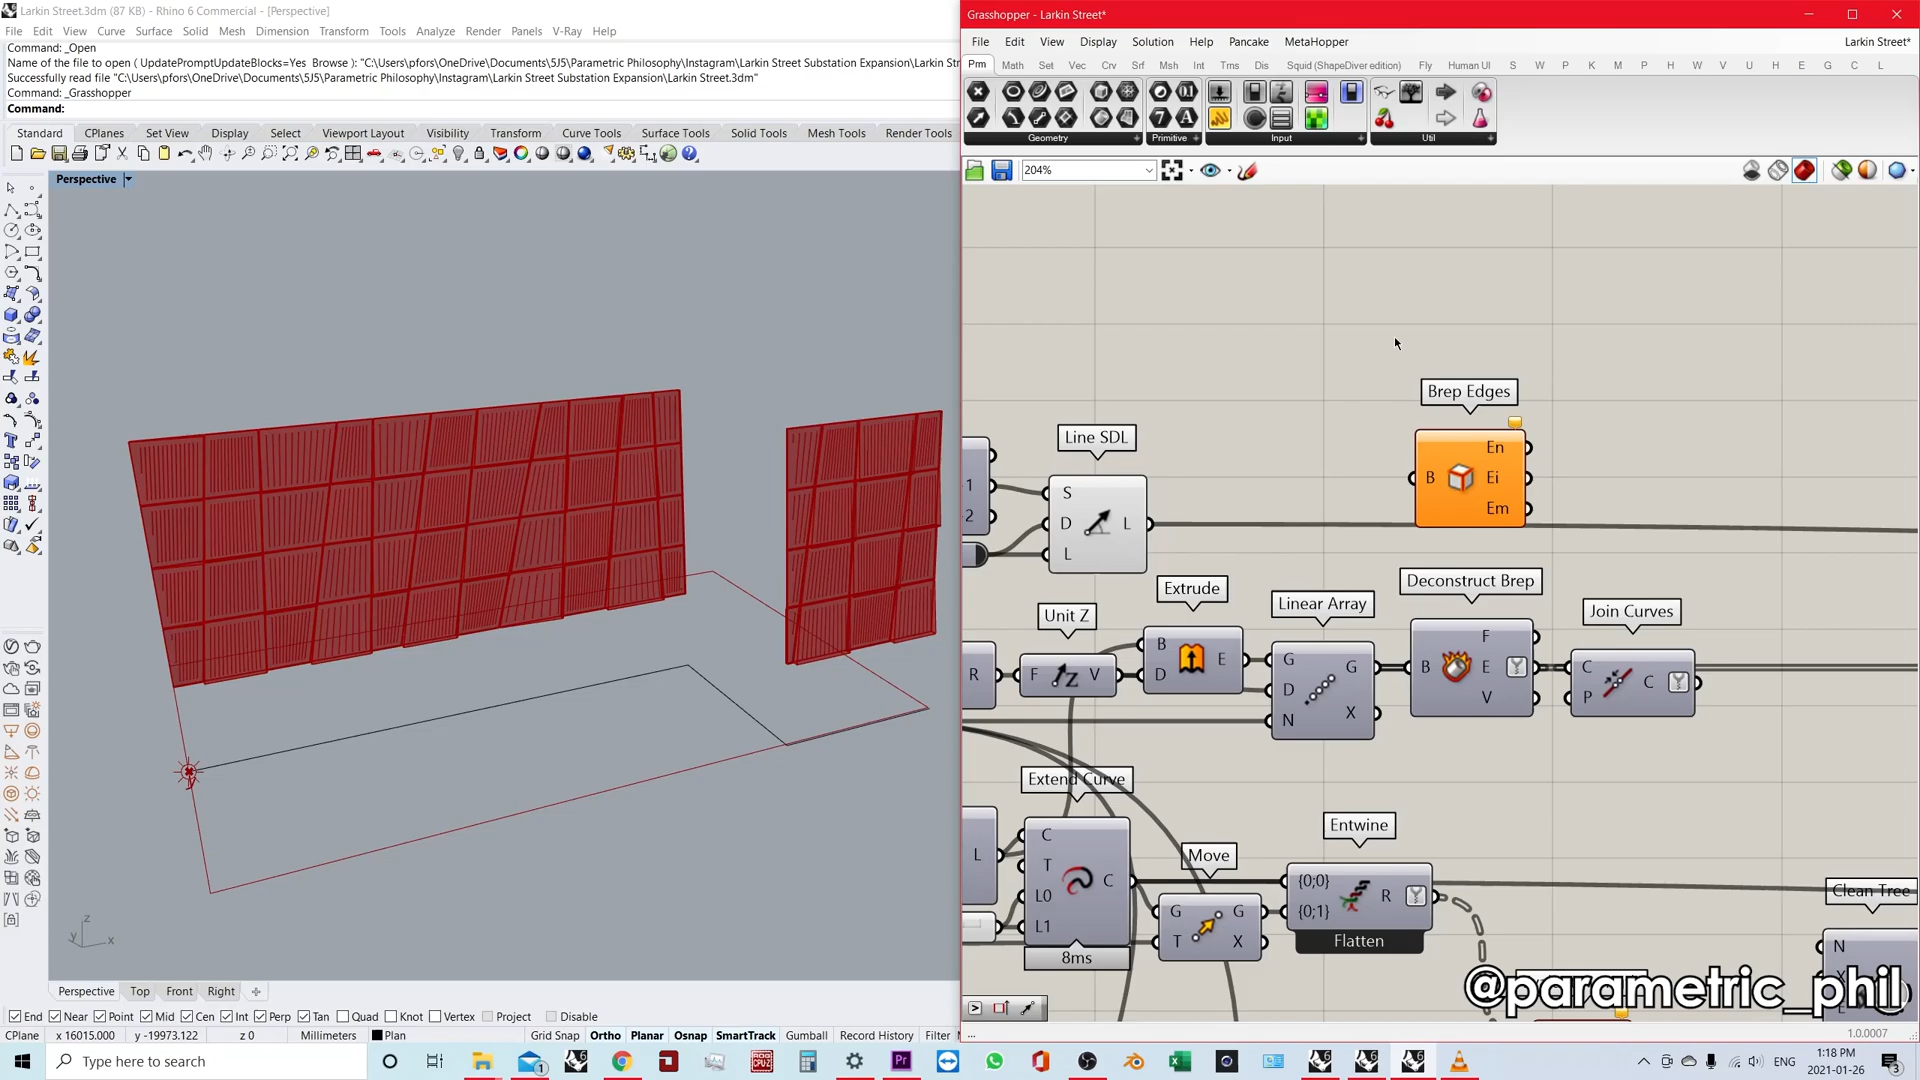 Larkin Street.3dm (87 KB) - Rhino 6 Commercial - [Perspective]
File Edit View Curve Surface Solid Mesh Dimension Transform Tools Analyze Render Panels V-Ray Help
Command: _Open
Name of the file to open ( UpdatePromptUpdateBlocks=Yes Browse ): "C:\Users\pfors\OneDrive\Documents\5J5\Parametric Philosophy\Instagram\Larkin Street Substation Expansion\Larkin Str
Successfully read file "C:\Users\pfors\OneDrive\Documents\5J5\Parametric Philosophy\Instagram\Larkin Street Substation Expansion\Larkin Street.3dm"
Command: _Grasshopper
Command:
Standard CPlanes Set View Display Select Viewport Layout Visibility Transform Curve Tools Surface Tools Solid Tools Mesh Tools Render Tools
Perspective
z
y x
Perspective Top Front Right
End Near Point Mid Cen Int Perp Tan Quad Knot Vertex Project Disable
CPlane x 16015.000 y -19973.122 z 0 Millimeters Plan Grid Snap Ortho Planar Osnap SmartTrack Gumball Record History Filter
Grasshopper - Larkin Street*
File Edit View Display Solution Help Pancake MetaHopper Larkin Street*
Prm Math Set Vec Crv Srf Msh Int Trns Dis Squid (ShapeDiver edition) Fly Human UI S W P K M P H W V U H E G C L
Geometry Primitive Input Util
204%
Brep Edges
B En Ei Em
Line SDL
1
2
S D L L
Deconstruct Brep
Extrude
Linear Array
Join Curves
Unit Z
R
F V
B D E
G D N G X
B F E V
C P C
Extend Curve
L
C T L0 L1 C
8ms
Move
G T G X
Entwine
{0;0} {0;1} R
Flatten
Clean Tree
N
@parametric_phil
1.0.0007
Type here to search
ENG
1:18 PM
2021-01-26
3